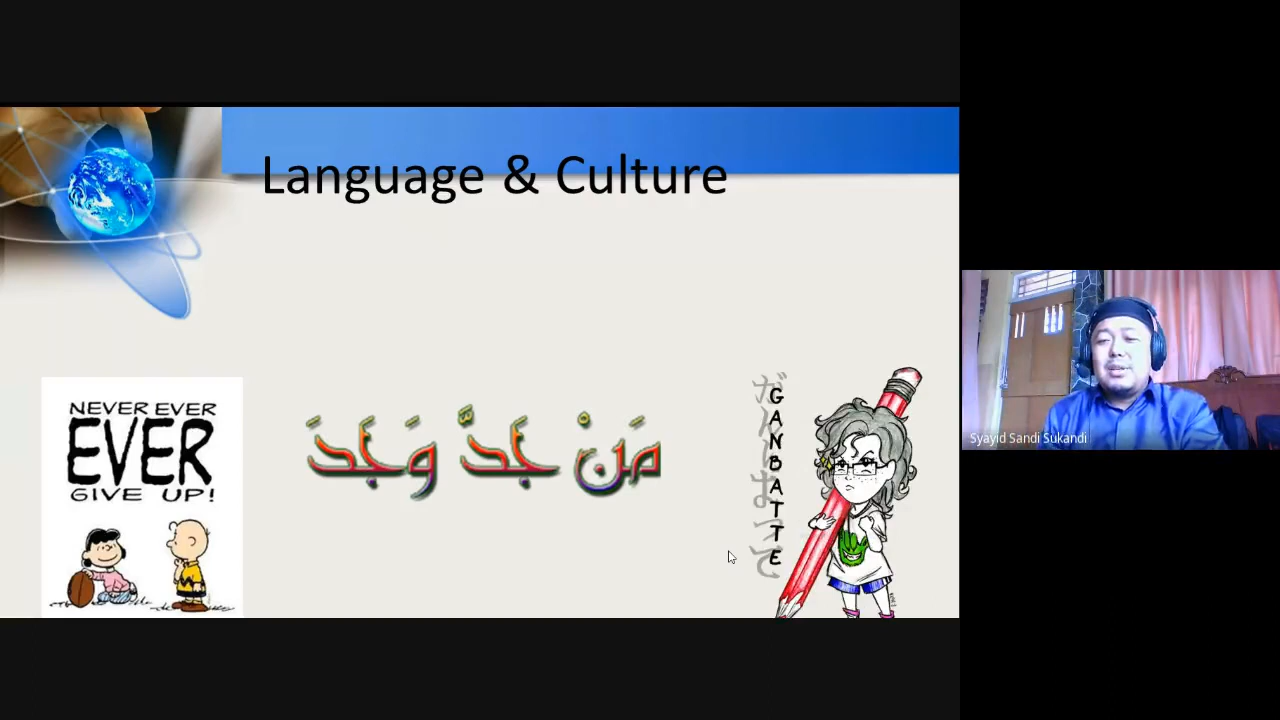 Language & Culture
NEVER EVER
EVER
GIVE UP!
مَنْ جَدَّ وَجَدَ
がんばって
GANBATTE
Syayid Sandi Sukandi